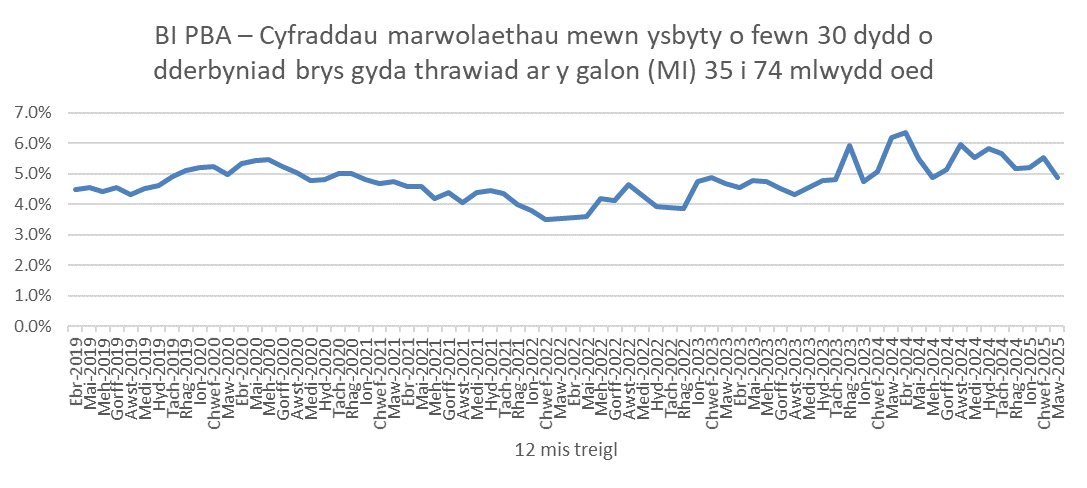 BI PBA – Cyfraddau marwolaethau mewn ysbyty o fewn 30 dydd o
dderbyniad brys gyda thrawiad ar y galon (MI) 35 i 74 mlwydd oed
7.0%
6.0%
5.0%
4.0%
3.0%
2.0%
1.0%
0.0%
Ebr-2019
Mai-2019
Meh-2019
Gorff-2019
Awst-2019
Medi-2019
Hyd-2019
Tach-2019
Rhag-2019
Ion-2020
Chwef-2020
Maw-2020
Ebr-2020
Mai-2020
Meh-2020
Gorff-2020
Awst-2020
Medi-2020
Hyd-2020
Tach-2020
Rhag-2020
Ion-2021
Chwef-2021
Maw-2021
Ebr-2021
Mai-2021
Meh-2021
Gorff-2021
Awst-2021
Medi-2021
Hyd-2021
Tach-2021
Rhag-2021
Ion-2022
Chwef-2022
Maw-2022
Ebr-2022
Mai-2022
Meh-2022
Gorff-2022
Awst-2022
Medi-2022
Hyd-2022
Tach-2022
Rhag-2022
Ion-2023
Chwef-2023
Maw-2023
Ebr-2023
Mai-2023
Meh-2023
Gorff-2023
Awst-2023
Medi-2023
Hyd-2023
Tach-2023
Rhag-2023
Ion-2024
Chwef-2024
Maw-2024
Ebr-2024
Mai-2024
Meh-2024
Gorff-2024
Awst-2024
Medi-2024
Hyd-2024
Tach-2024
Rhag-2024
Ion-2025
Chwef-2025
Maw-2025
12 mis treigl